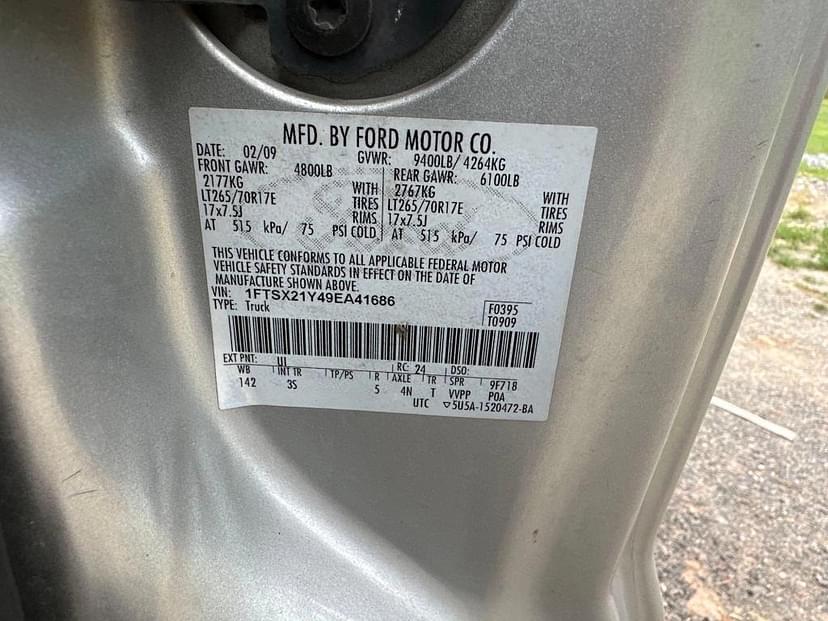 MFD. BY FORD MOTOR CO.
DATE: 02/09 GVWR: 9400LB/ 4264KG
FRONT GAWR: 4800LB REAR GAWR: 6100LB
2177KG WITH 2767KG WITH
LT265/70R17E TIRES LT265/70R17E TIRES
17x7.5J RIMS 17x7.5J RIMS
AT 515 kPa/ 75 PSI COLD AT 515 kPa/ 75 PSI COLD
THIS VEHICLE CONFORMS TO ALL APPLICABLE FEDERAL MOTOR
VEHICLE SAFETY STANDARDS IN EFFECT ON THE DATE OF
MANUFACTURE SHOWN ABOVE.
VIN: 1FTSX21Y49EA41686 F0395
TYPE: Truck T0909
EXT PNT: UI RC: 24 DSO:
WB INT TR TP/PS R AXLE TR SPR 9F718
142 3S 5 4N T VVPP POA
UTC ▽5U5A-1520472-BA